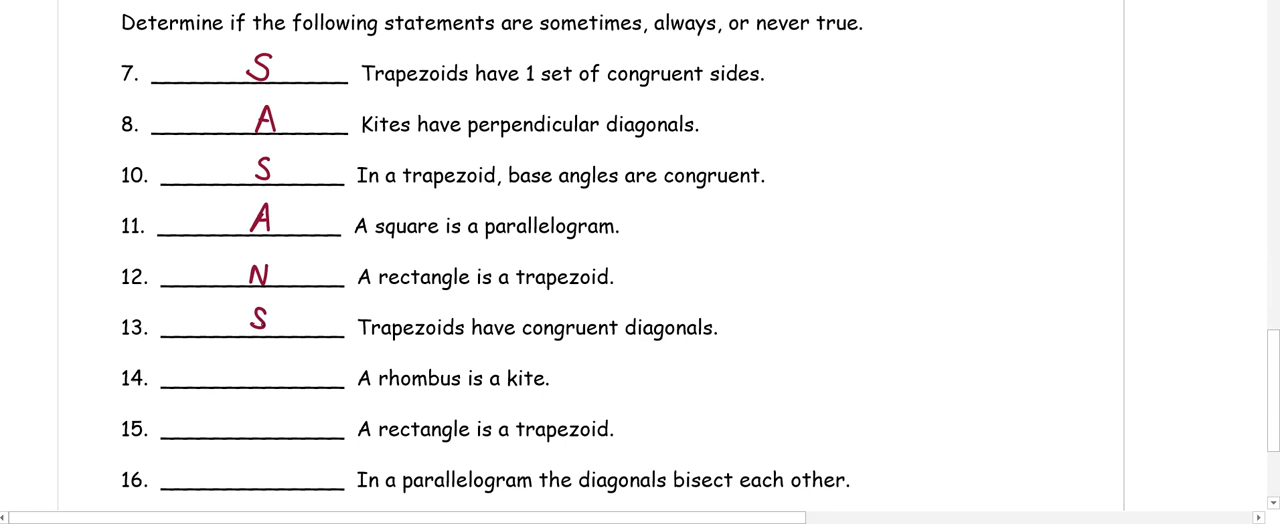 Determine if the following statements are sometimes, always, or never true.
7. S Trapezoids have 1 set of congruent sides.
8. A Kites have perpendicular diagonals.
10. S In a trapezoid, base angles are congruent.
11. A A square is a parallelogram.
12. N A rectangle is a trapezoid.
13. S Trapezoids have congruent diagonals.
14. A rhombus is a kite.
15. A rectangle is a trapezoid.
16. In a parallelogram the diagonals bisect each other.